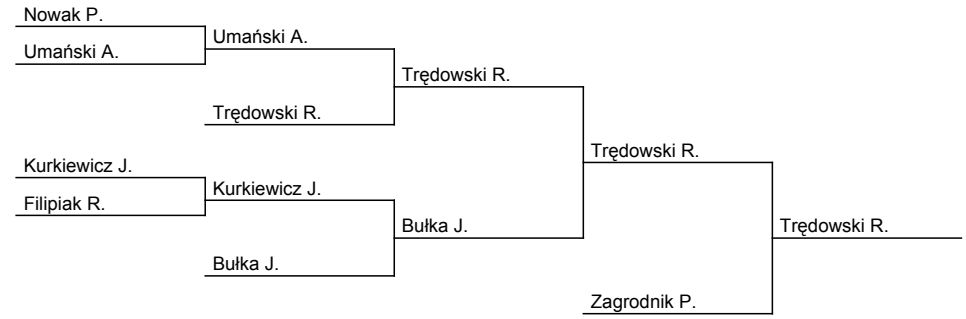 Nowak P.
Umański A.
Umański A.
Trędowski R.
Trędowski R.
Kurkiewicz J.
Filipiak R.
Kurkiewicz J.
Bułka J.
Bułka J.
Trędowski R.
Zagrodnik P.
Trędowski R.